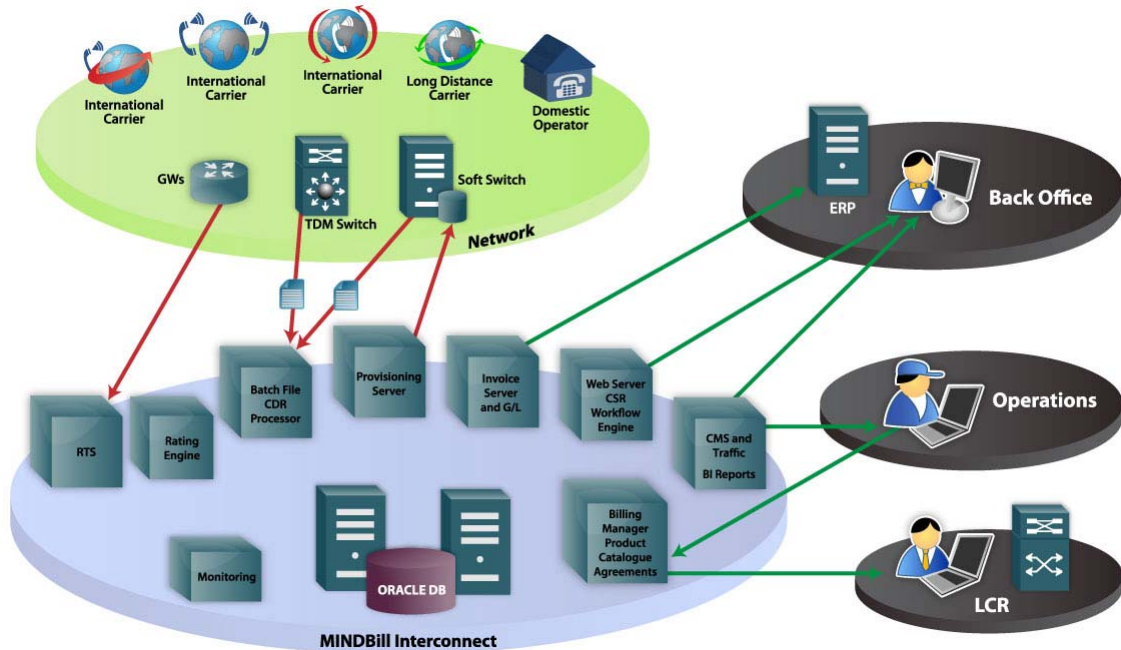 International
Carrier
International
Carrier
International
Carrier
Long Distance
Carrier
Domestic
Operator
GWs
TDM Switch
Soft Switch
Network
ERP
Back Office
RTS
Rating
Engine
Batch File
CDR
Processor
Provisioning
Server
Invoice
Server
and G/L
Web Server
CSR
Workflow
Engine
CMS and
Traffic
BI Reports
Operations
Monitoring
ORACLE DB
Billing
Manager
Product
Catalogue
Agreements
LCR
MINDBill Interconnect